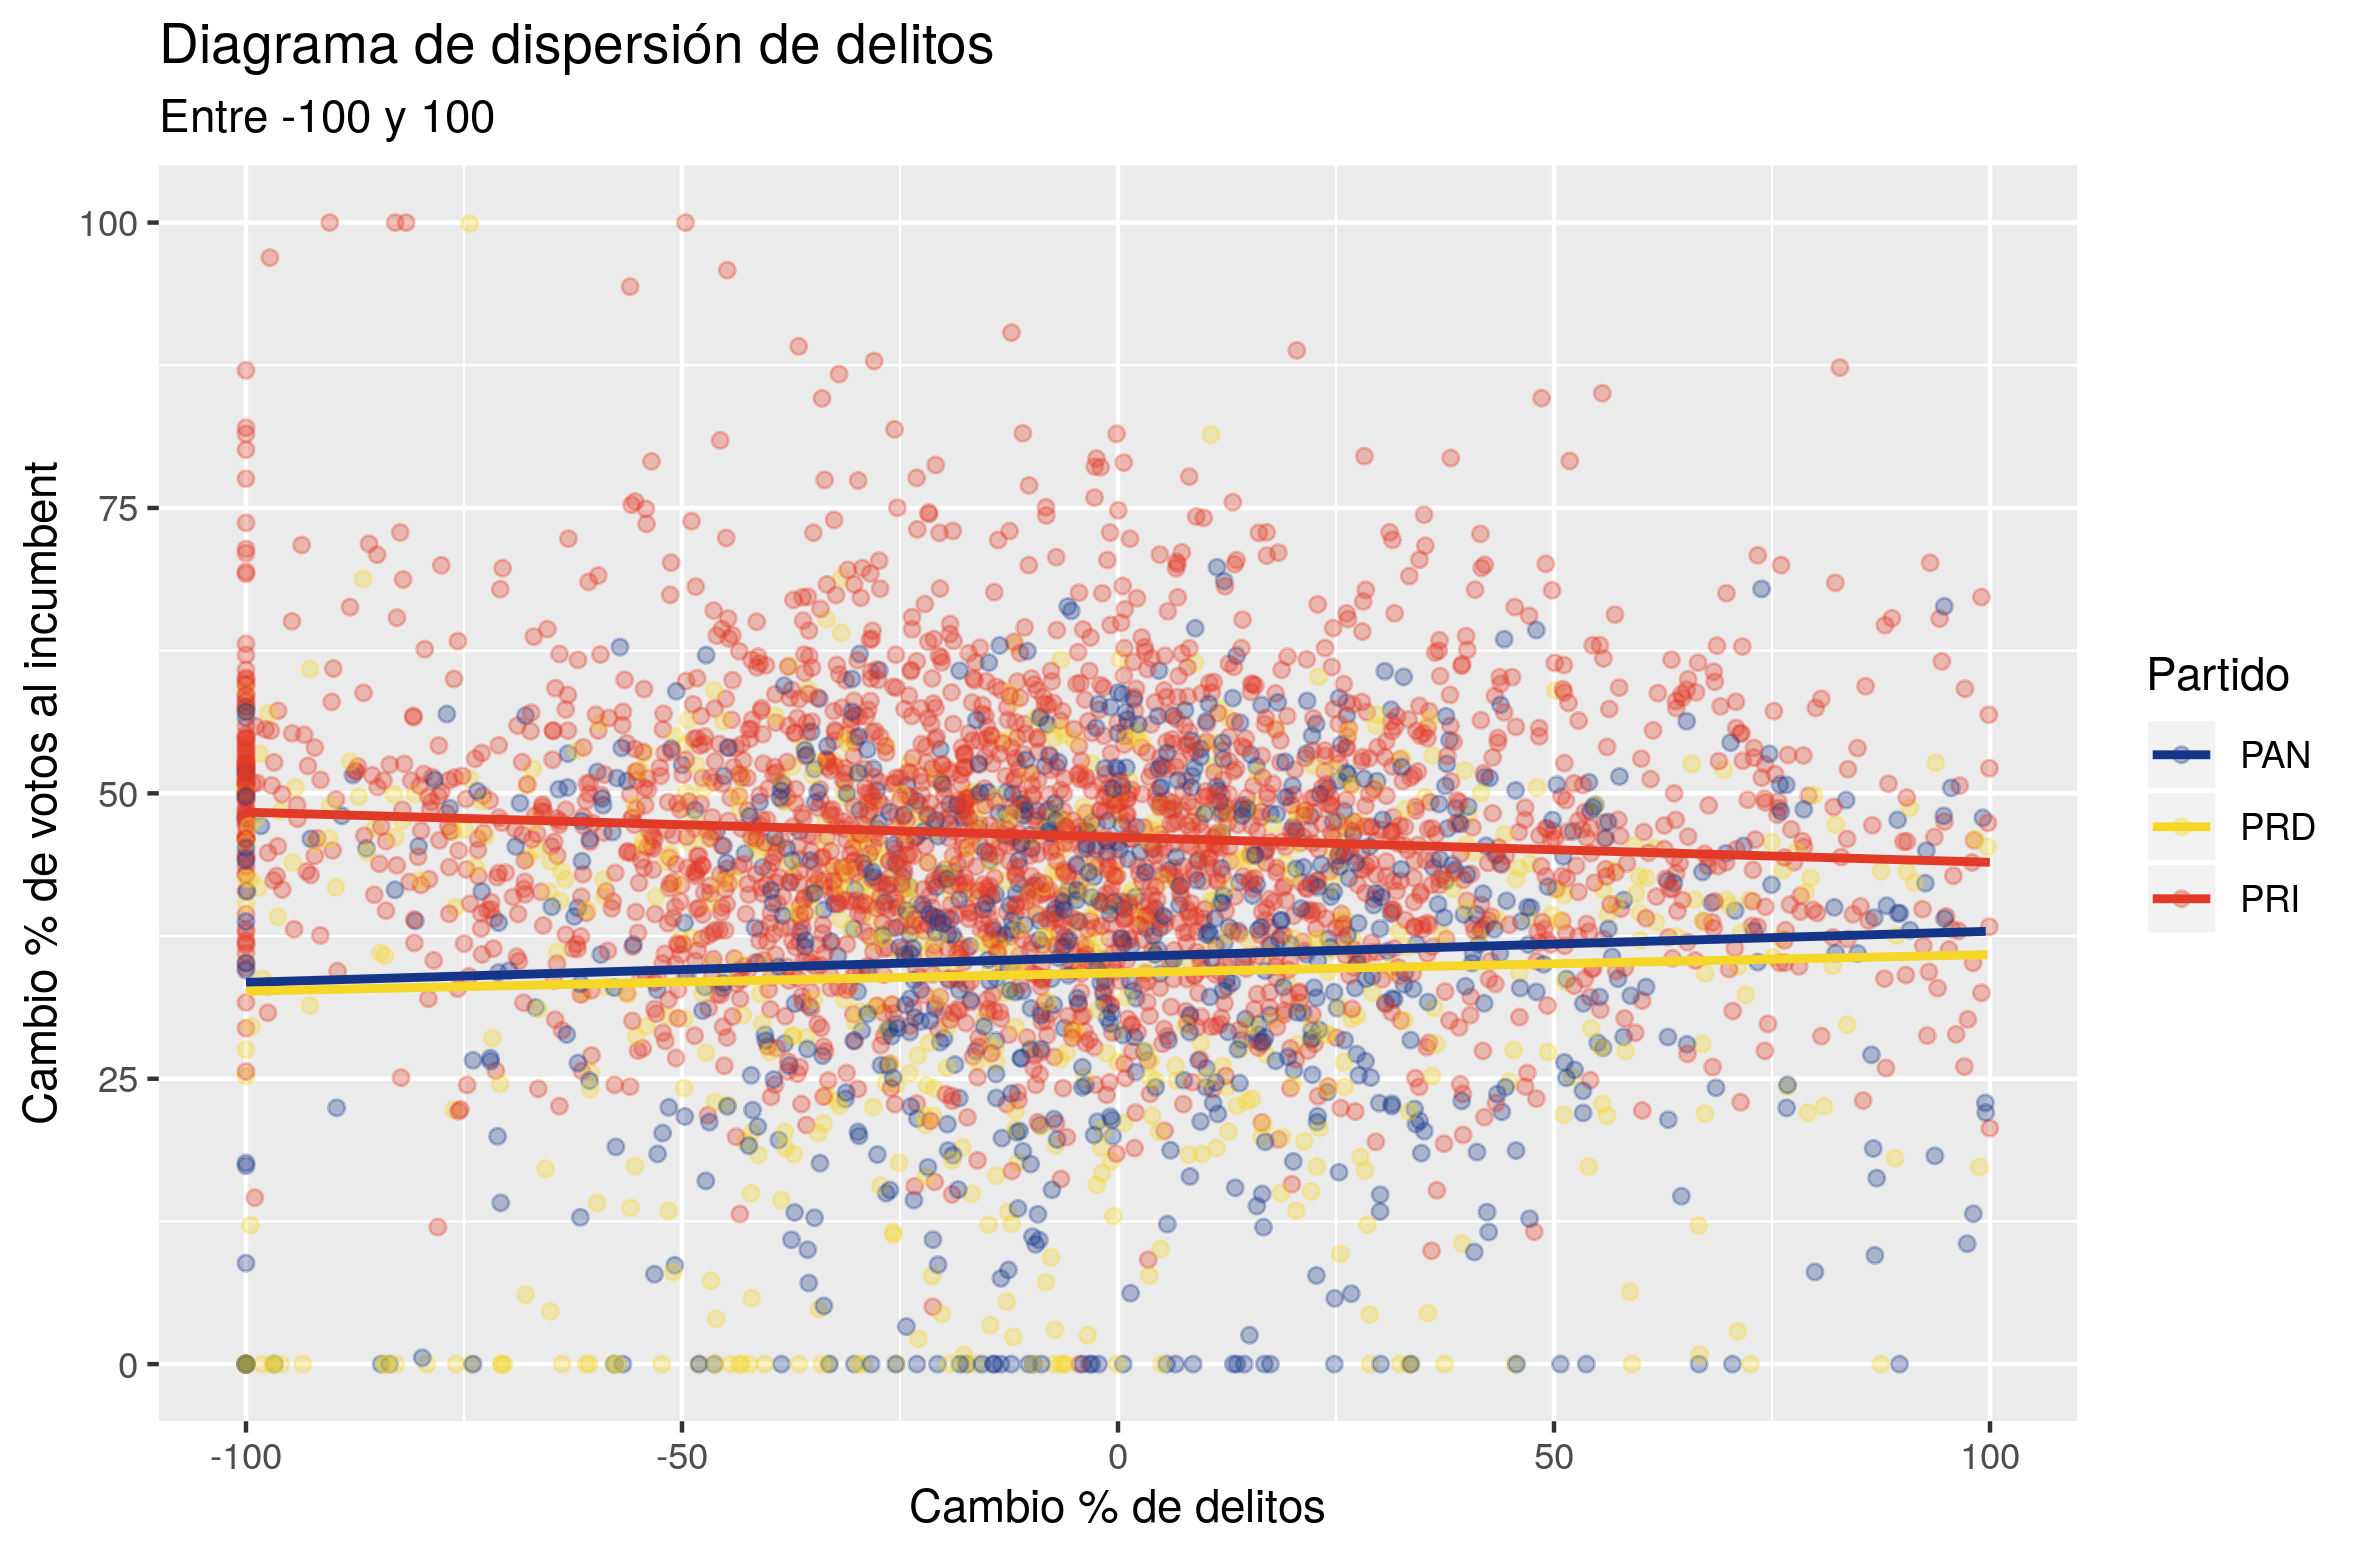 Diagrama de dispersión de delitos
Entre -100 y 100
Cambio % de votos al incumbent
100
75
50
25
0
-100
-50
0
50
100
Cambio % de delitos
Partido
PAN
PRD
PRI